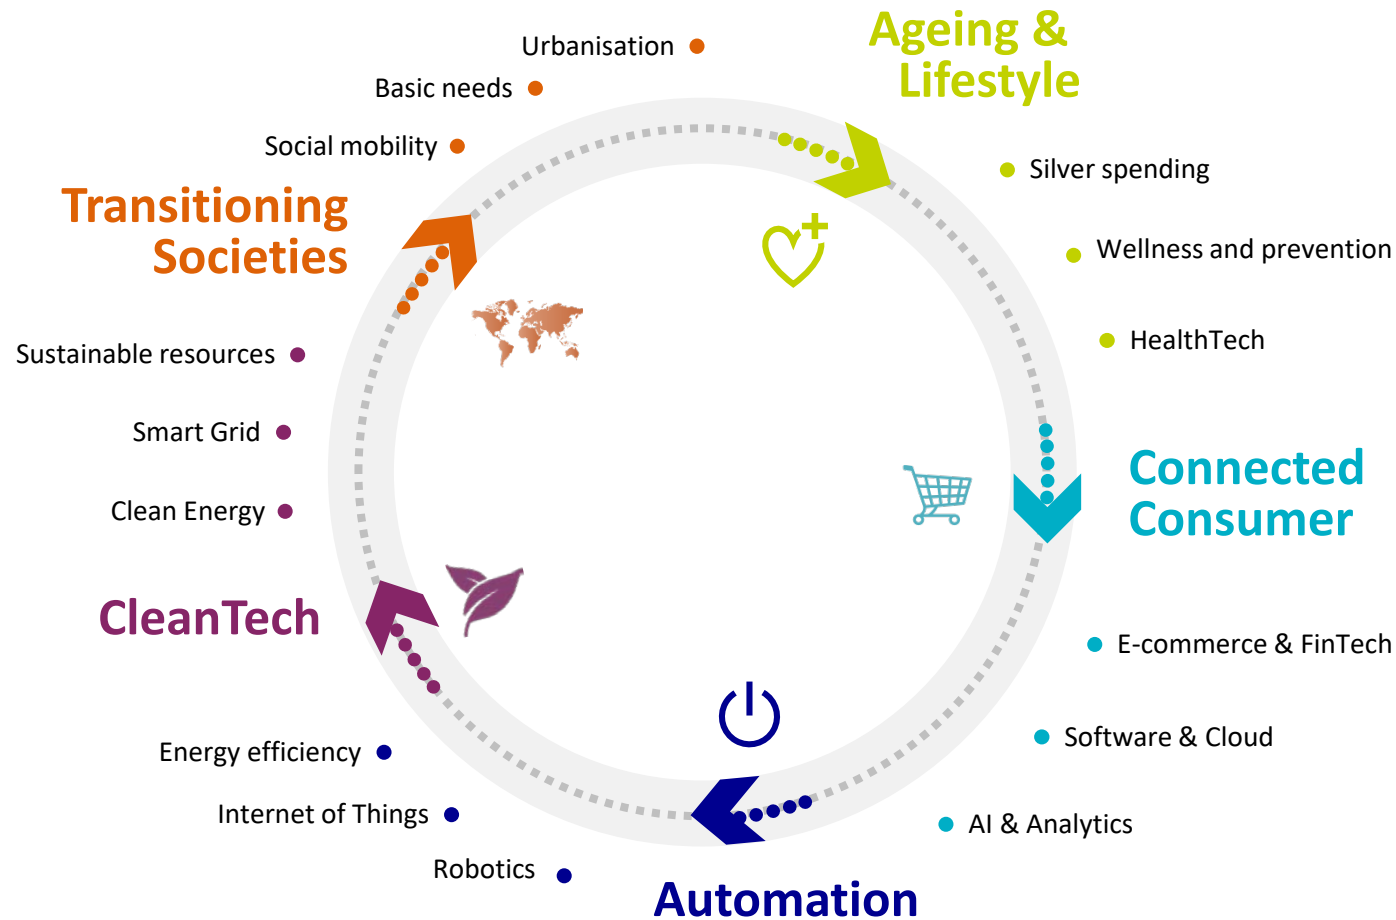 Ageing &
Lifestyle
Silver spending
Wellness and prevention
HealthTech
Connected
Consumer
E-commerce & FinTech
Software & Cloud
AI & Analytics
Automation
Robotics
Internet of Things
Energy efficiency
CleanTech
Clean Energy
Smart Grid
Sustainable resources
Transitioning
Societies
Social mobility
Basic needs
Urbanisation